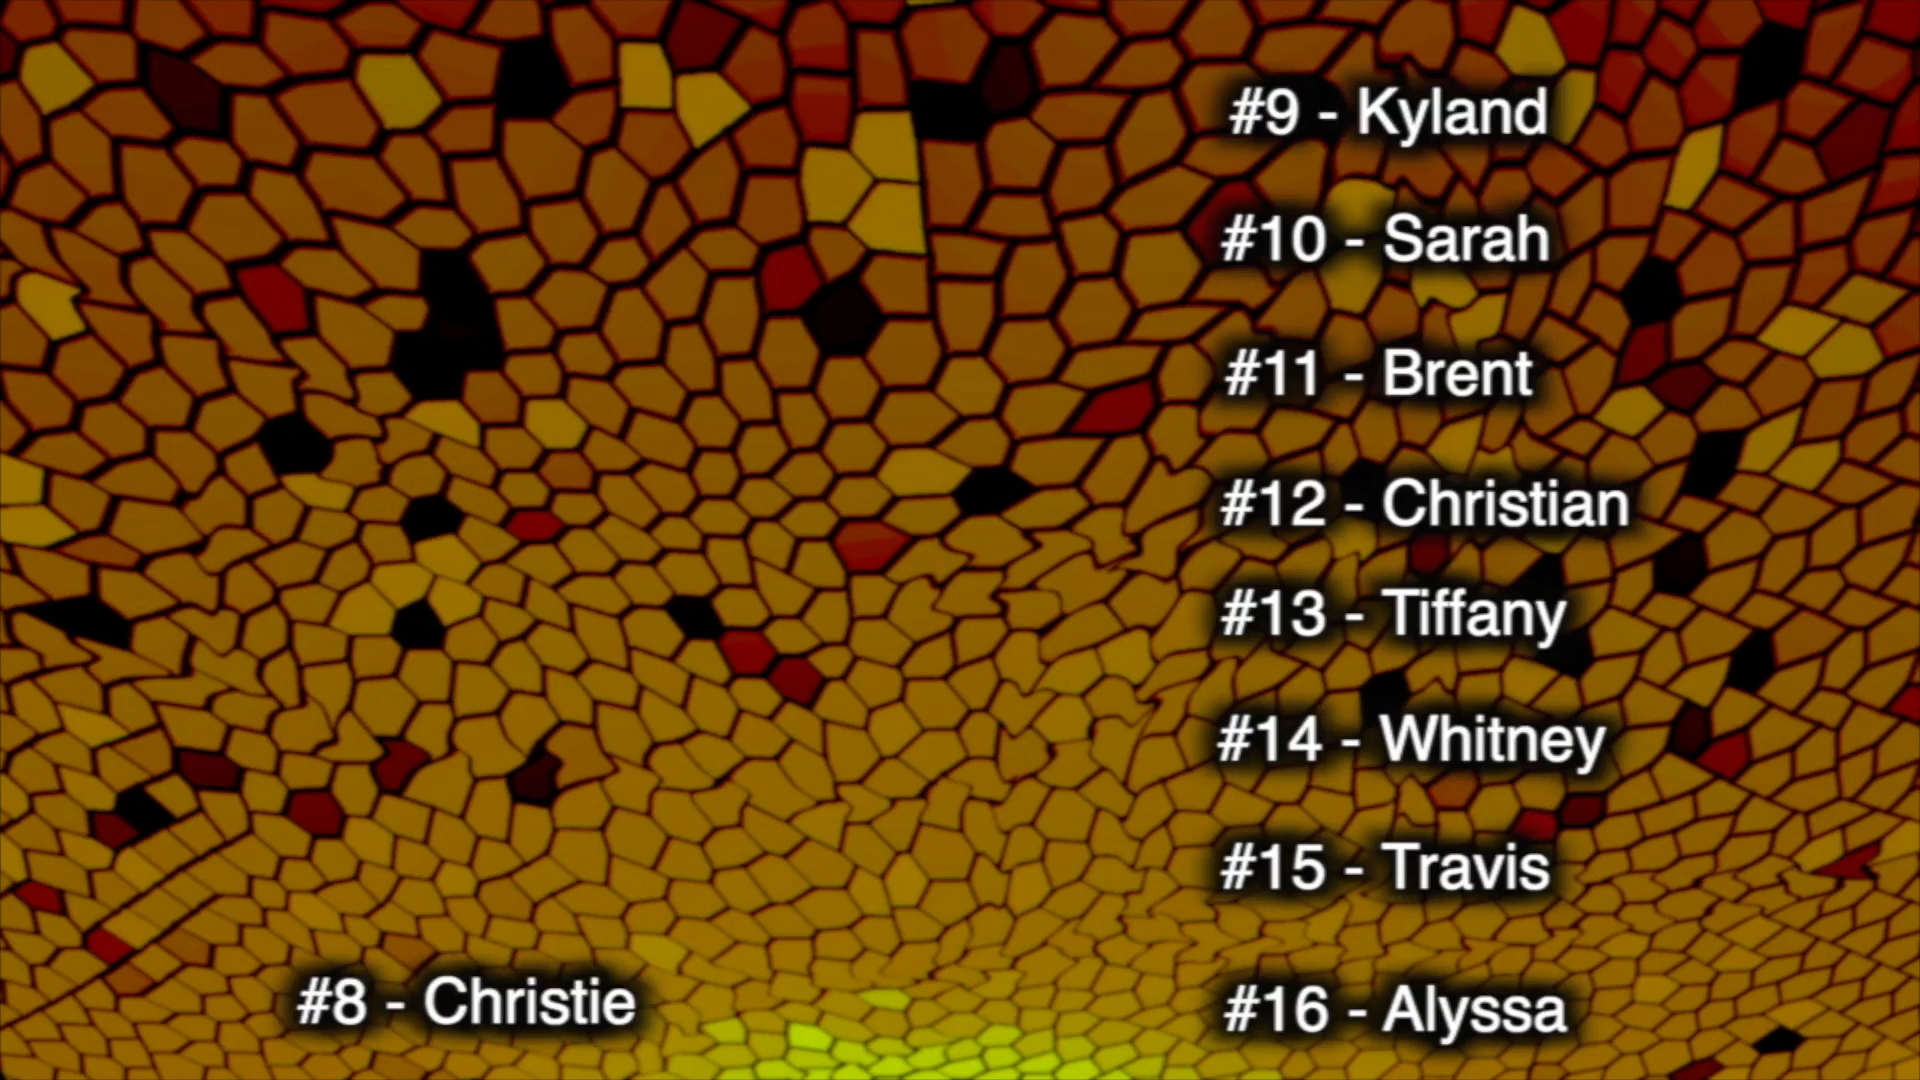 #9 - Kyland
#10 - Sarah
#11 - Brent
#12 - Christian
#13 - Tiffany
#14 - Whitney
#15 - Travis
#8 - Christie
#16 - Alyssa